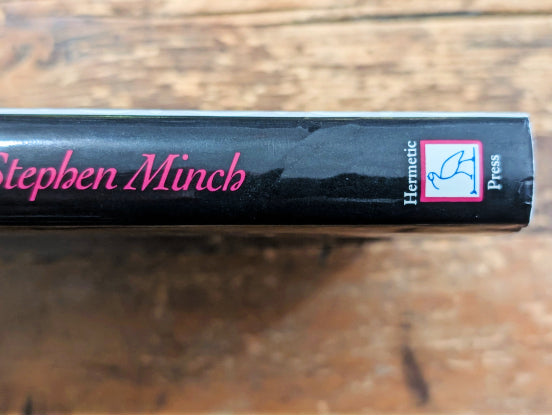 Stephen Minch
Hermetic
Press